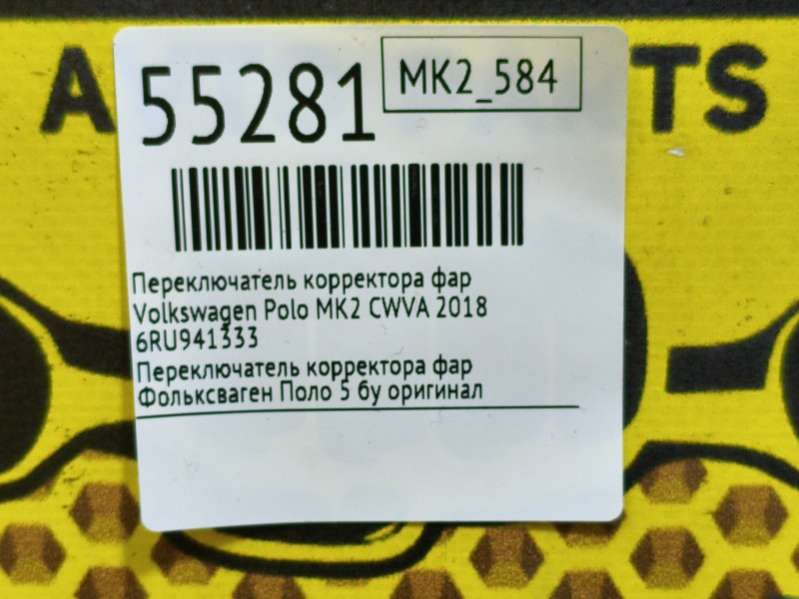 A TS
55281 MK2_584
Переключатель корректора фар
Volkswagen Polo MK2 CWVA 2018
6RU941333
Переключатель корректора фар
Фольксваген Поло 5 бу оригинал